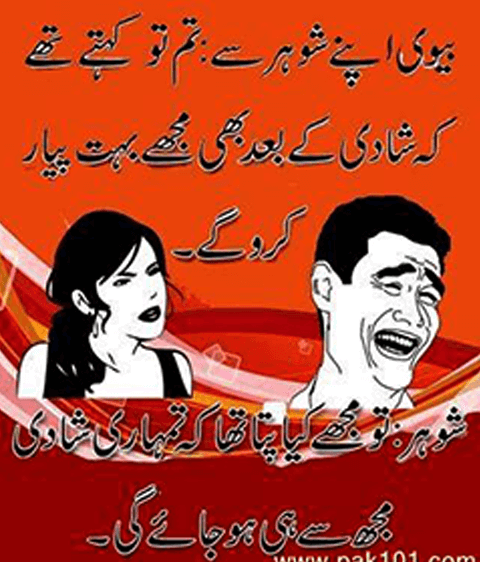 بیوی اپنے شوہر سے: تم تو کہتے تھے
کہ شادی کے بعد بھی مجھے بہت پیار
کرو گے۔
شوہر: تو مجھے کیا پتا تھا کہ تمہاری شادی
مجھ سے ہی ہو جائے گی۔
www.pak101.com